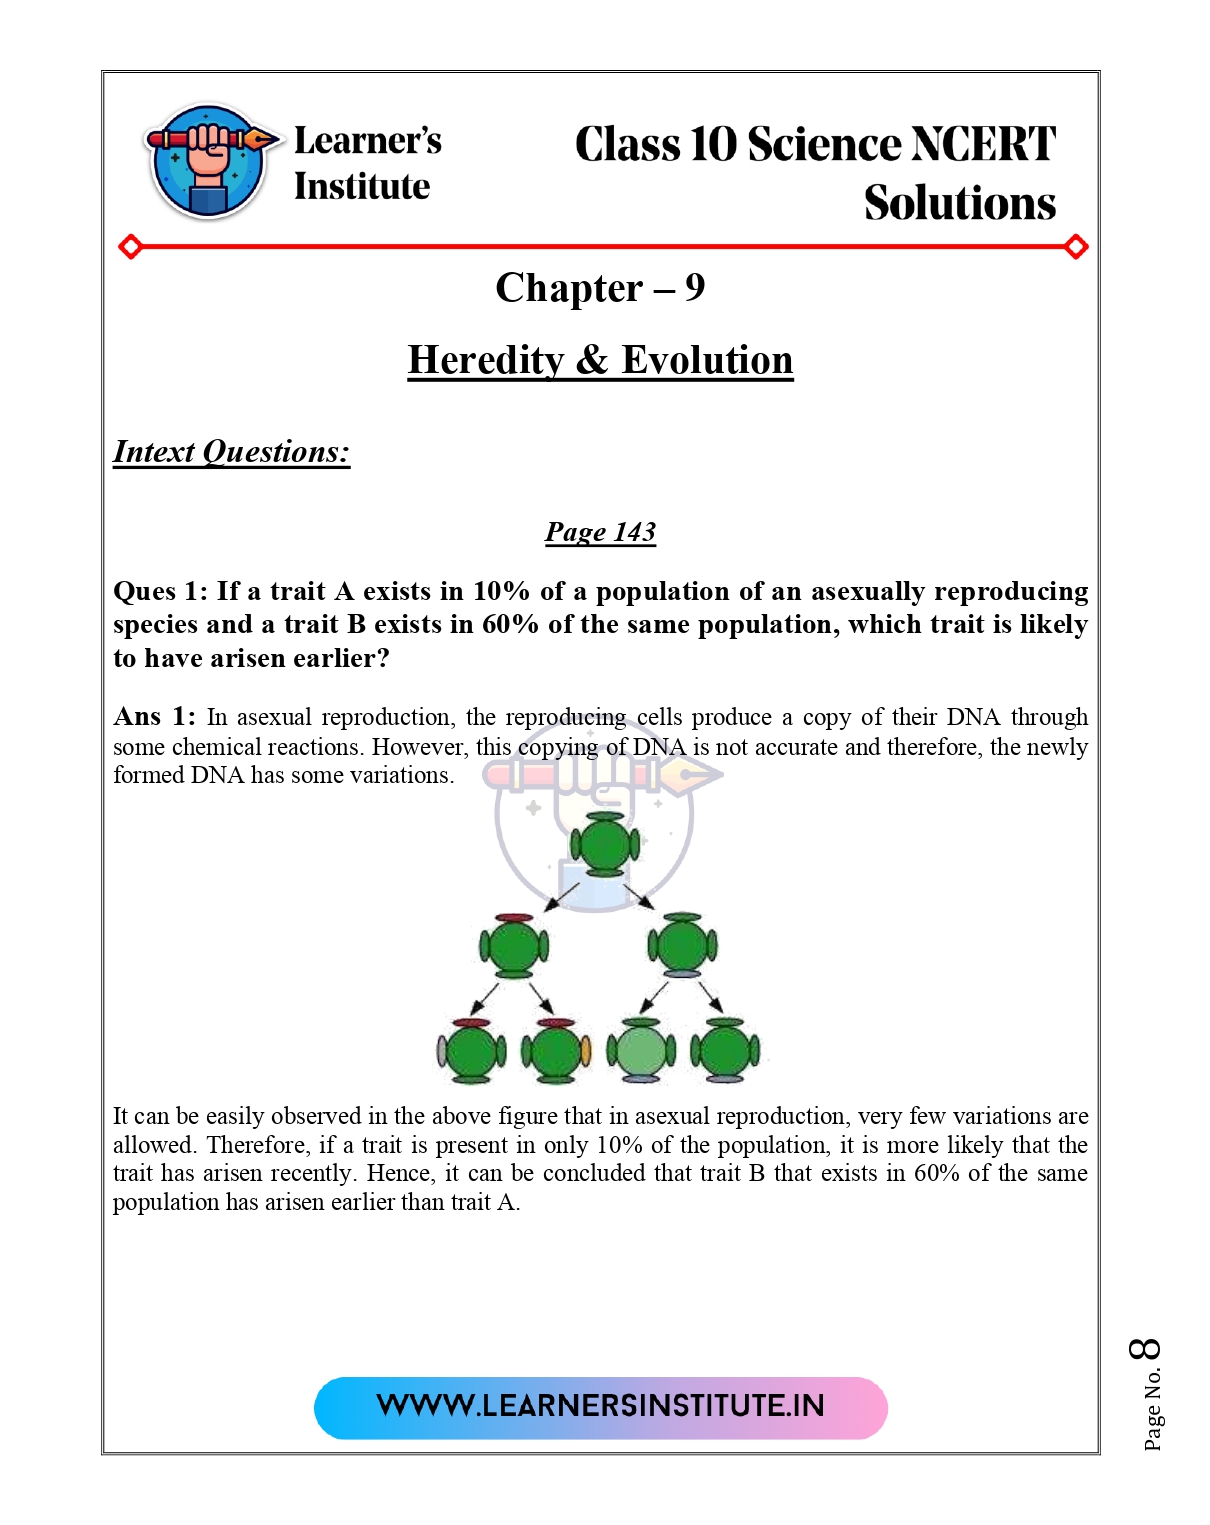 Learner's
Institute
Class 10 Science NCERT
Solutions
Chapter – 9
Heredity & Evolution
Intext Questions:
Page 143
Ques 1: If a trait A exists in 10% of a population of an asexually reproducing
species and a trait B exists in 60% of the same population, which trait is likely
to have arisen earlier?
Ans 1: In asexual reproduction, the reproducing cells produce a copy of their DNA through
some chemical reactions. However, this copying of DNA is not accurate and therefore, the newly
formed DNA has some variations.
It can be easily observed in the above figure that in asexual reproduction, very few variations are
allowed. Therefore, if a trait is present in only 10% of the population, it is more likely that the
trait has arisen recently. Hence, it can be concluded that trait B that exists in 60% of the same
population has arisen earlier than trait A.
WWW.LEARNERSINSTITUTE.IN
Page No. 8